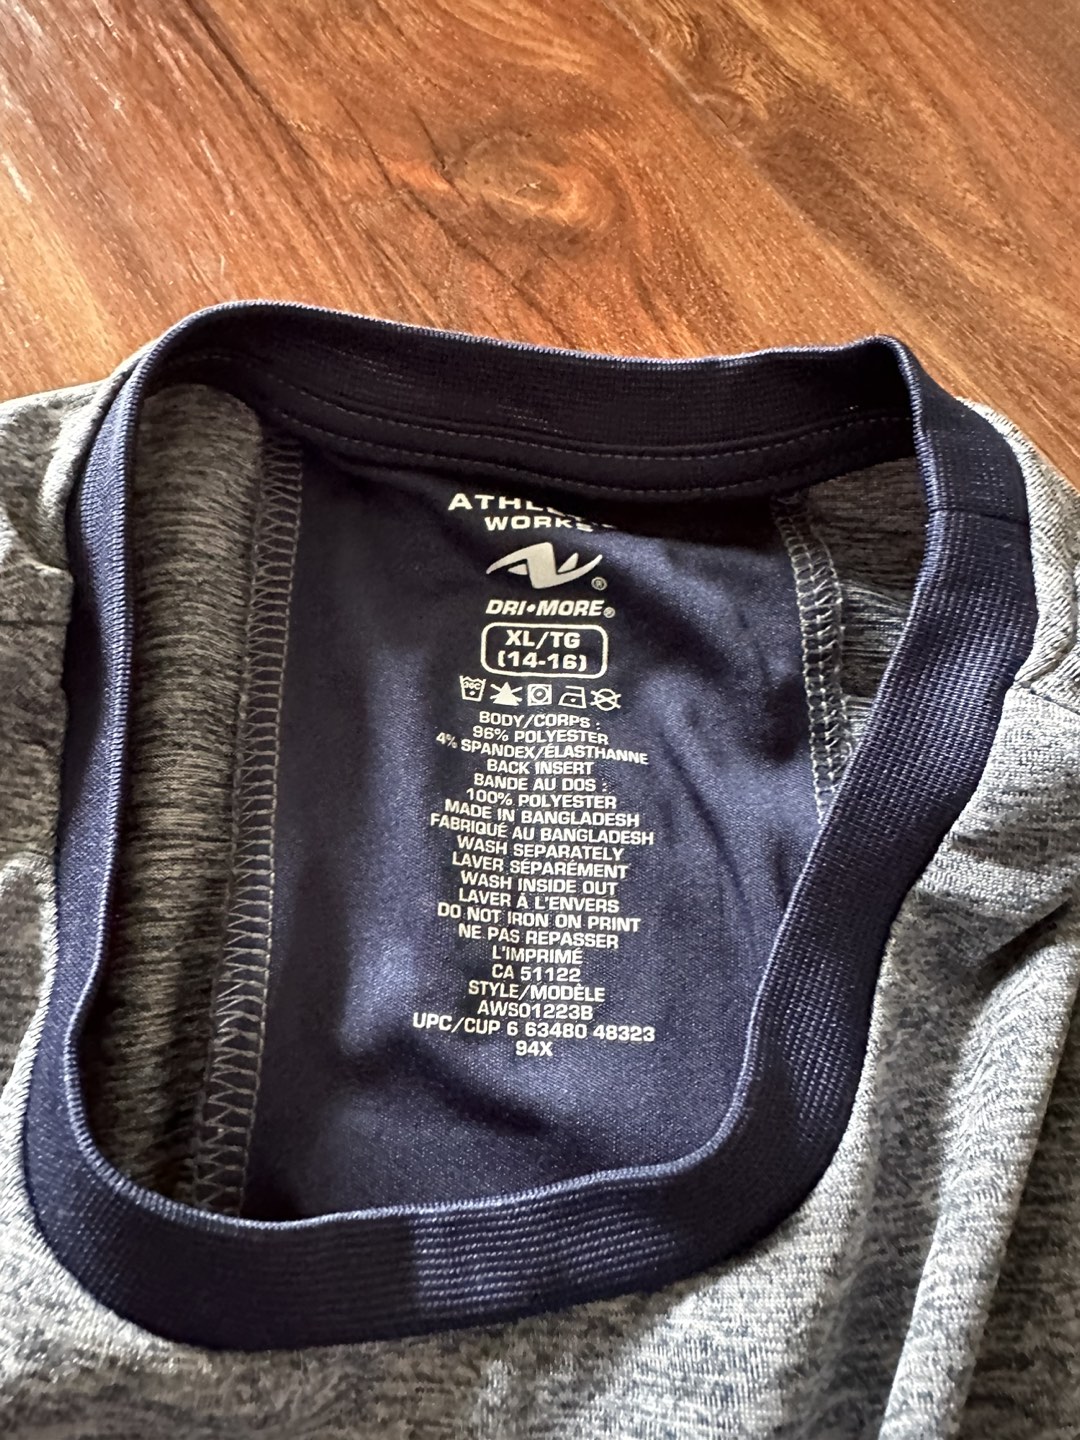 WORKS
®
DRI•MORE®
XL/TG
(14-16)
30C
BODY/CORPS :
96% POLYESTER
4% SPANDEX/ÉLASTHANNE
BACK INSERT
BANDE AU DOS :
100% POLYESTER
MADE IN BANGLADESH
FABRIQUÉ AU BANGLADESH
WASH SEPARATELY
LAVER SÉPARÉMENT
WASH INSIDE OUT
LAVER À L'ENVERS
DO NOT IRON ON PRINT
NE PAS REPASSER
L'IMPRIMÉ
CA 51122
STYLE/MODÈLE
AWS01223B
UPC/CUP 6 63480 48323
94X